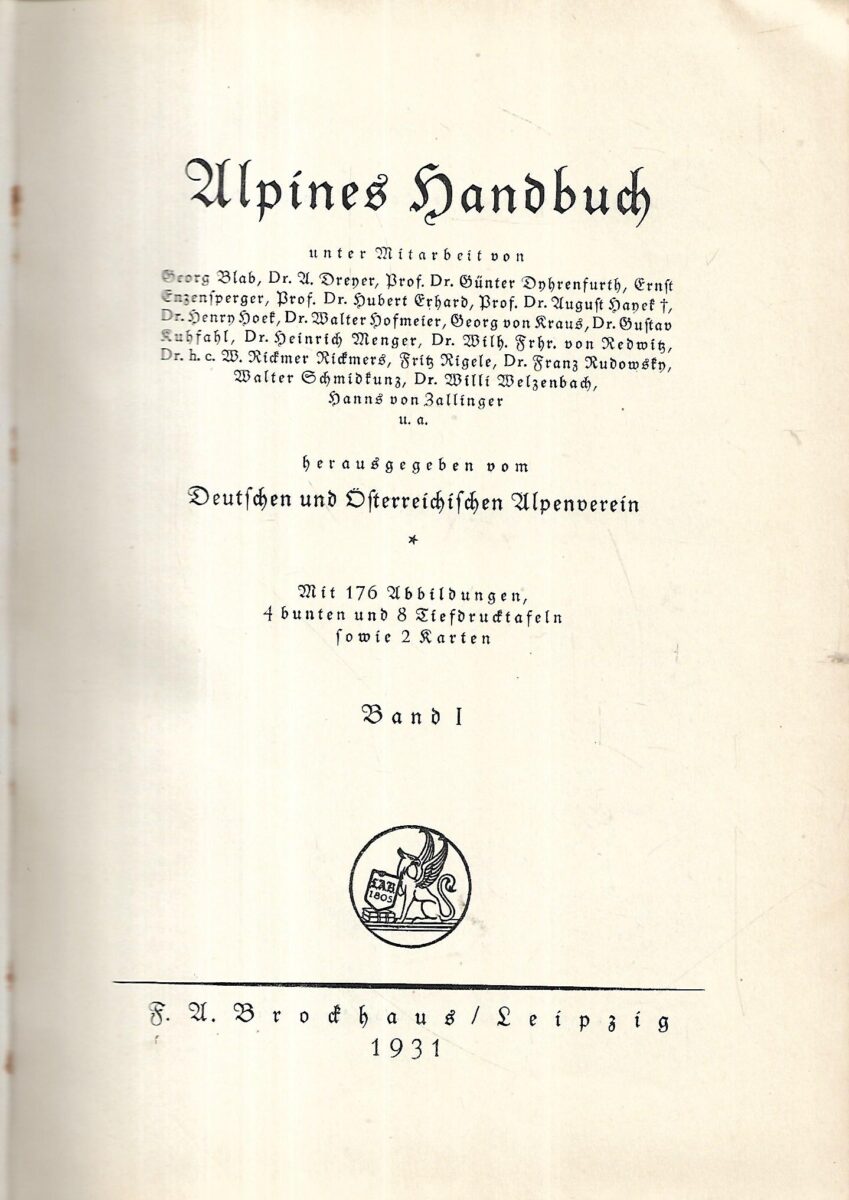 Alpines Handbuch
unter Mitarbeit von
Georg Blab, Dr. A. Dreyer, Prof. Dr. Günter Dyhrenfurth, Ernst
Enzensperger, Prof. Dr. Hubert Erhard, Prof. Dr. August Hayek †,
Dr. Henry Hoek, Dr. Walter Hofmeier, Georg von Kraus, Dr. Gustav
Kuhfahl, Dr. Heinrich Menger, Dr. Wilh. Frhr. von Redwitz,
Dr. h. c. W. Rickmer Rickmers, Fritz Rigele, Dr. Franz Rudowsky,
Walter Schmidkunz, Dr. Willi Welzenbach,
Hanns von Zallinger
u. a.
herausgegeben vom
Deutschen und Österreichischen Alpenverein
*
Mit 176 Abbildungen,
4 bunten und 8 Tiefdrucktafeln
sowie 2 Karten
Band I
FAB
1805
F. A. Brockhaus / Leipzig
1931